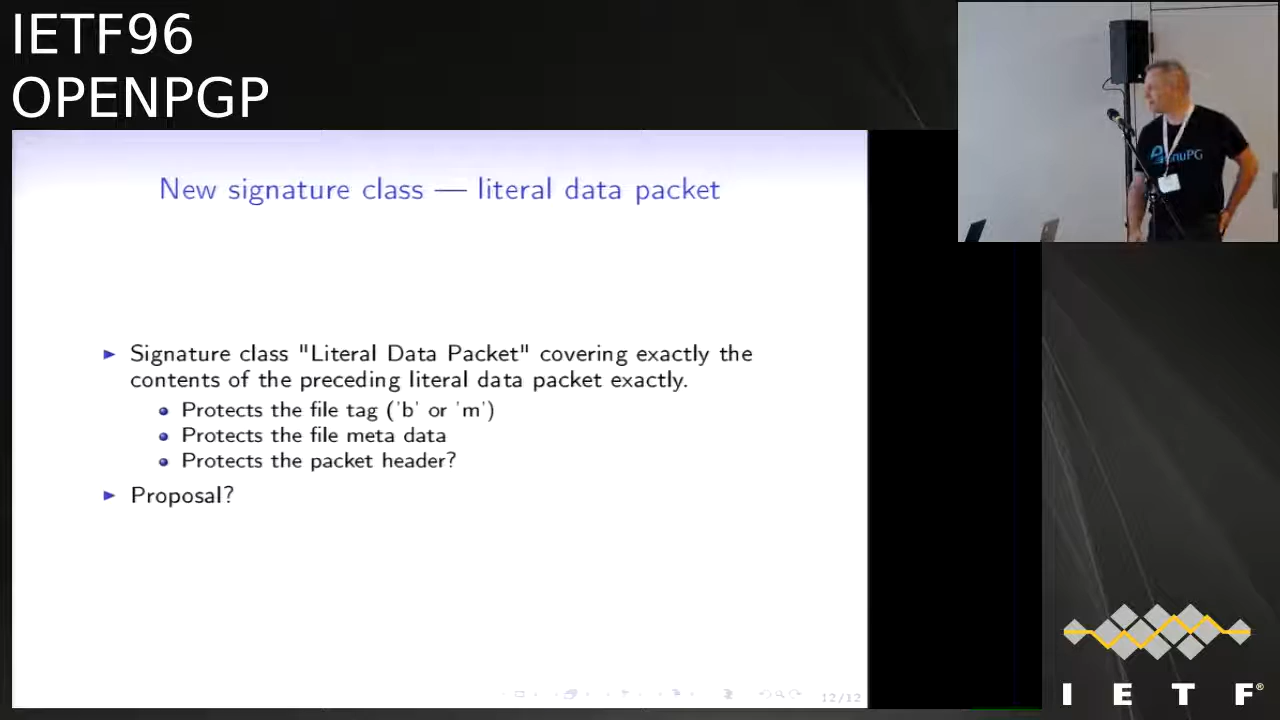 IETF96
OPENPGP
New signature class — literal data packet
Signature class "Literal Data Packet" covering exactly the
contents of the preceding literal data packet exactly.
Protects the file tag ('b' or 'm')
Protects the file meta data
Protects the packet header?
Proposal?
12/12
GnuPG
I E T F®